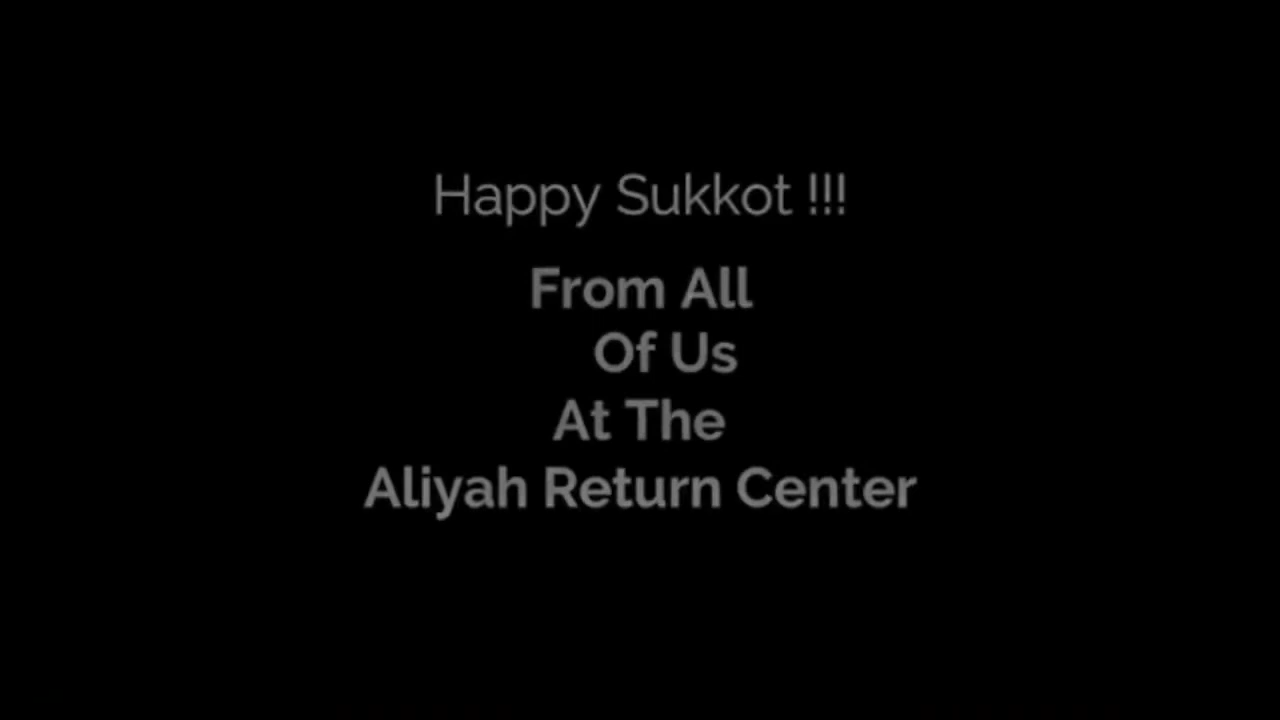 Happy Sukkot !!!
From All
Of Us
At The
Aliyah Return Center